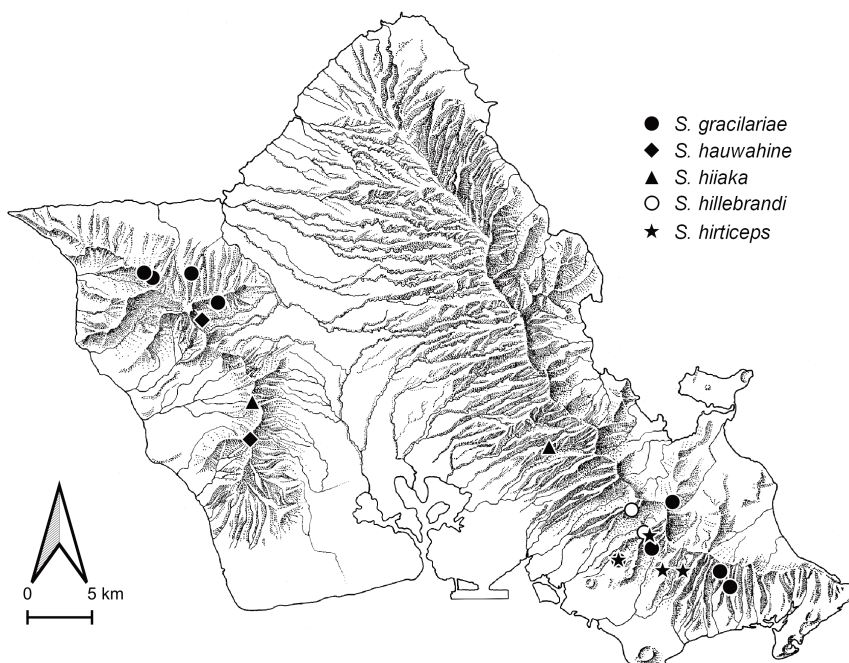 S. gracilariae
S. hauwahine
S. hiiaka
S. hillebrandi
S. hirticeps
0 5 km